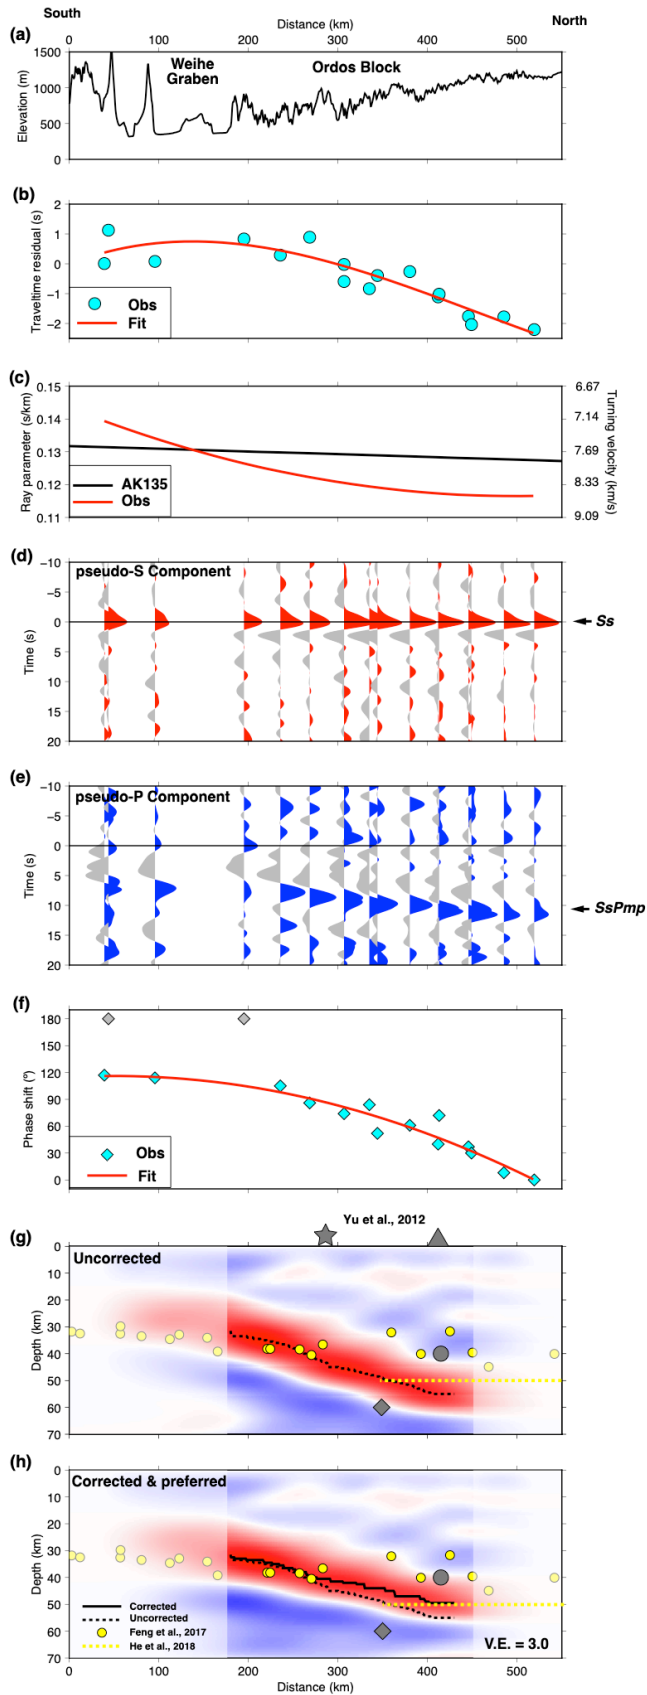 South
North
Distance (km)
0 100 200 300 400 500
(a)
Weihe
Graben
Ordos Block
Elevation (m)
1500
1000
500
0
(b)
Traveltime residual (s)
2
1
0
−1
−2
Obs
Fit
(c)
Ray parameter (s/km)
0.15
0.14
0.13
0.12
0.11
AK135
Obs
6.67
7.14
7.69
8.33
9.09
Turning velocity (km/s)
(d)
pseudo-S Component
Time (s)
−10
−5
0
5
10
15
20
Ss
(e)
pseudo-P Component
Time (s)
−10
−5
0
5
10
15
20
SsPmp
(f)
Phase shift (º)
180
150
120
90
60
30
0
Obs
Fit
Yu et al., 2012
(g)
Uncorrected
Depth (km)
0
10
20
30
40
50
60
70
(h)
Corrected & preferred
Depth (km)
0
10
20
30
40
50
60
70
Corrected
Uncorrected
Feng et al., 2017
He et al., 2018
V.E. = 3.0
0 100 200 300 400 500
Distance (km)